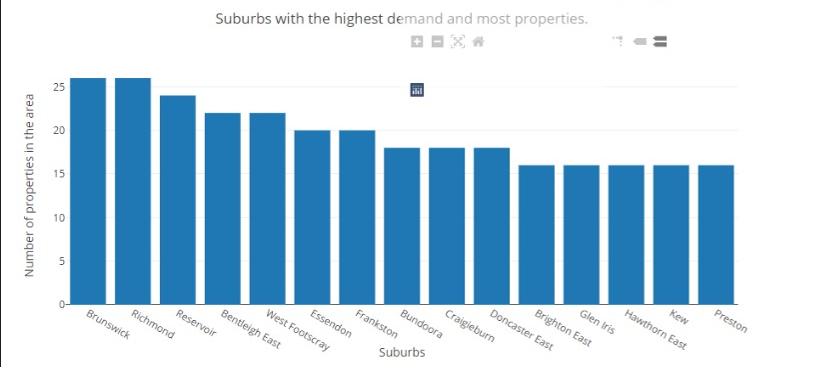 Suburbs with the highest demand and most properties.
Number of properties in the area
25
20
15
10
5
0
Brunswick
Richmond
Reservoir
Bentleigh East
West Footscray
Essendon
Frankston
Bundoora
Craigieburn
Doncaster East
Brighton East
Glen Iris
Hawthorn East
Kew
Preston
Suburbs